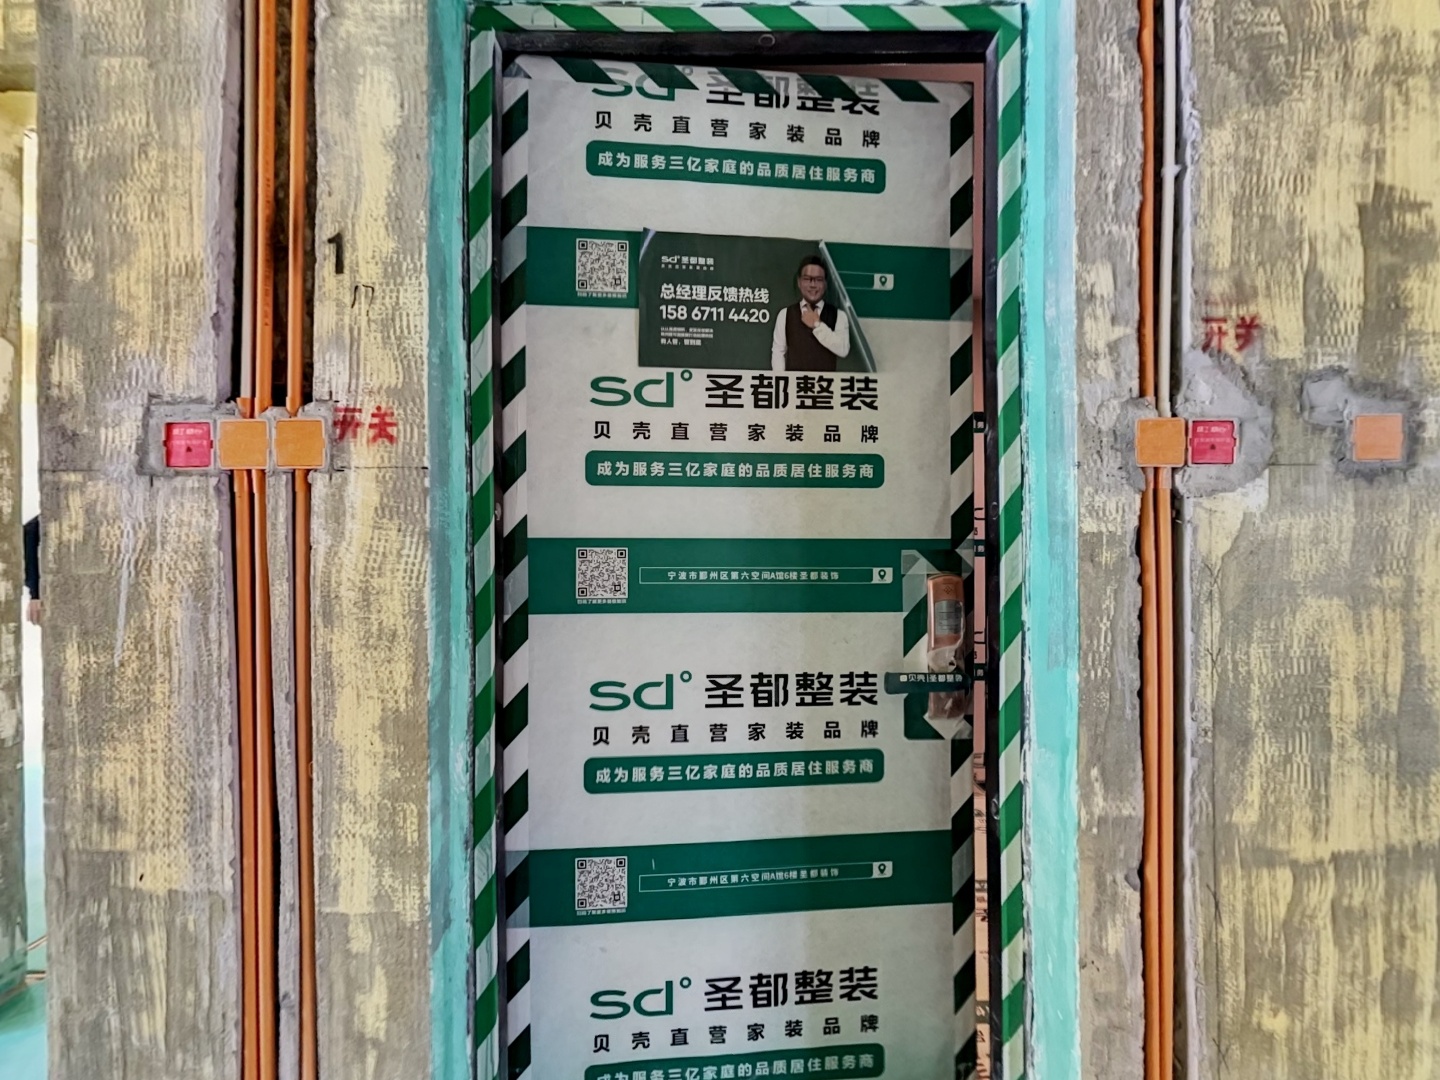 sd° 圣都整装
贝壳直营家装品牌
成为服务三亿家庭的品质居住服务商
sd° 圣都整装
总经理反馈热线
158 6711 4420
1
17
开关
开关
sd° 圣都整装
贝壳直营家装品牌
成为服务三亿家庭的品质居住服务商
宁波市鄞州区第六空间A馆6楼圣都装饰
贝壳|圣都整装
sd° 圣都整装
贝壳直营家装品牌
成为服务三亿家庭的品质居住服务商
宁波市鄞州区第六空间A馆6楼圣都装饰
sd° 圣都整装
贝壳直营家装品牌
成为服务三亿家庭的品质居住服务商